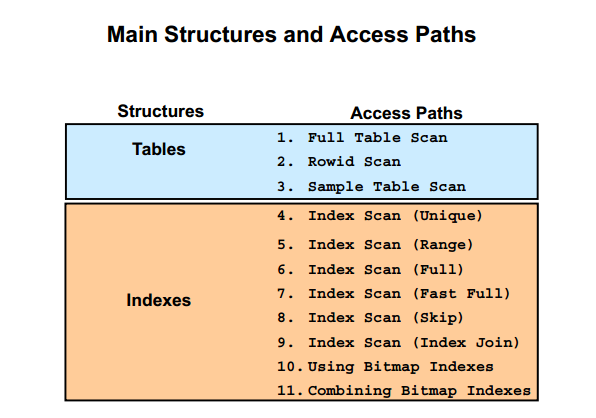 Main Structures and Access Paths
Structures
Access Paths
Tables
1. Full Table Scan
2. Rowid Scan
3. Sample Table Scan
Indexes
4. Index Scan (Unique)
5. Index Scan (Range)
6. Index Scan (Full)
7. Index Scan (Fast Full)
8. Index Scan (Skip)
9. Index Scan (Index Join)
10. Using Bitmap Indexes
11. Combining Bitmap Indexes